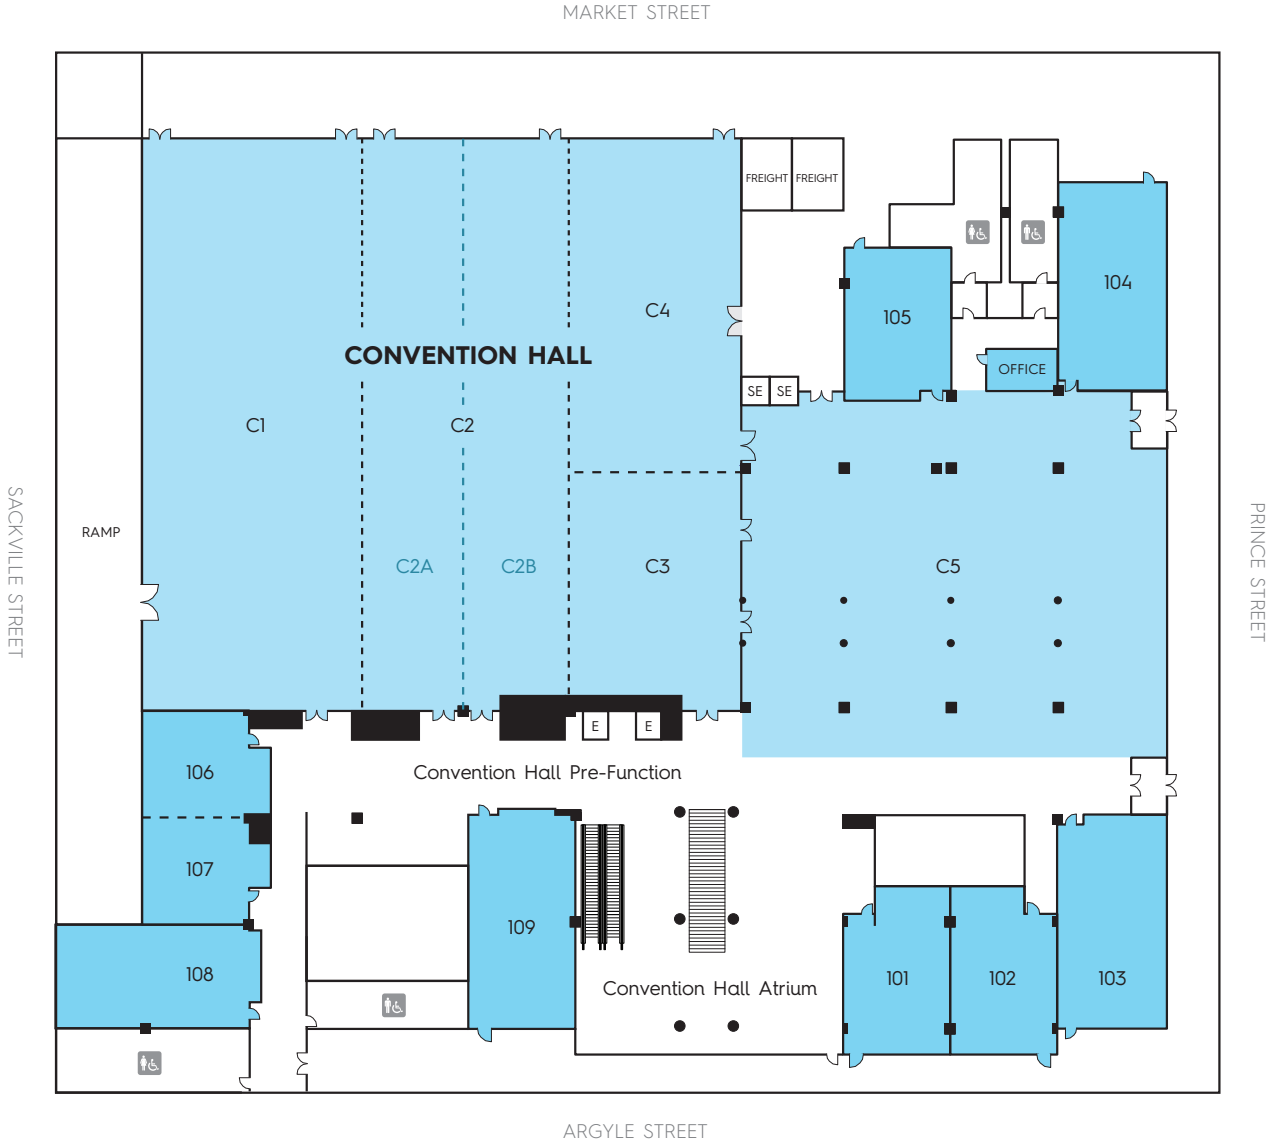 MARKET STREET
FREIGHT
FREIGHT
104
C4
105
CONVENTION HALL
OFFICE
SE
SE
C1
C2
RAMP
SACKVILLE STREET
PRINCE STREET
C2A
C2B
C3
C5
E
E
106
Convention Hall Pre-Function
107
109
108
101
102
103
Convention Hall Atrium
ARGYLE STREET